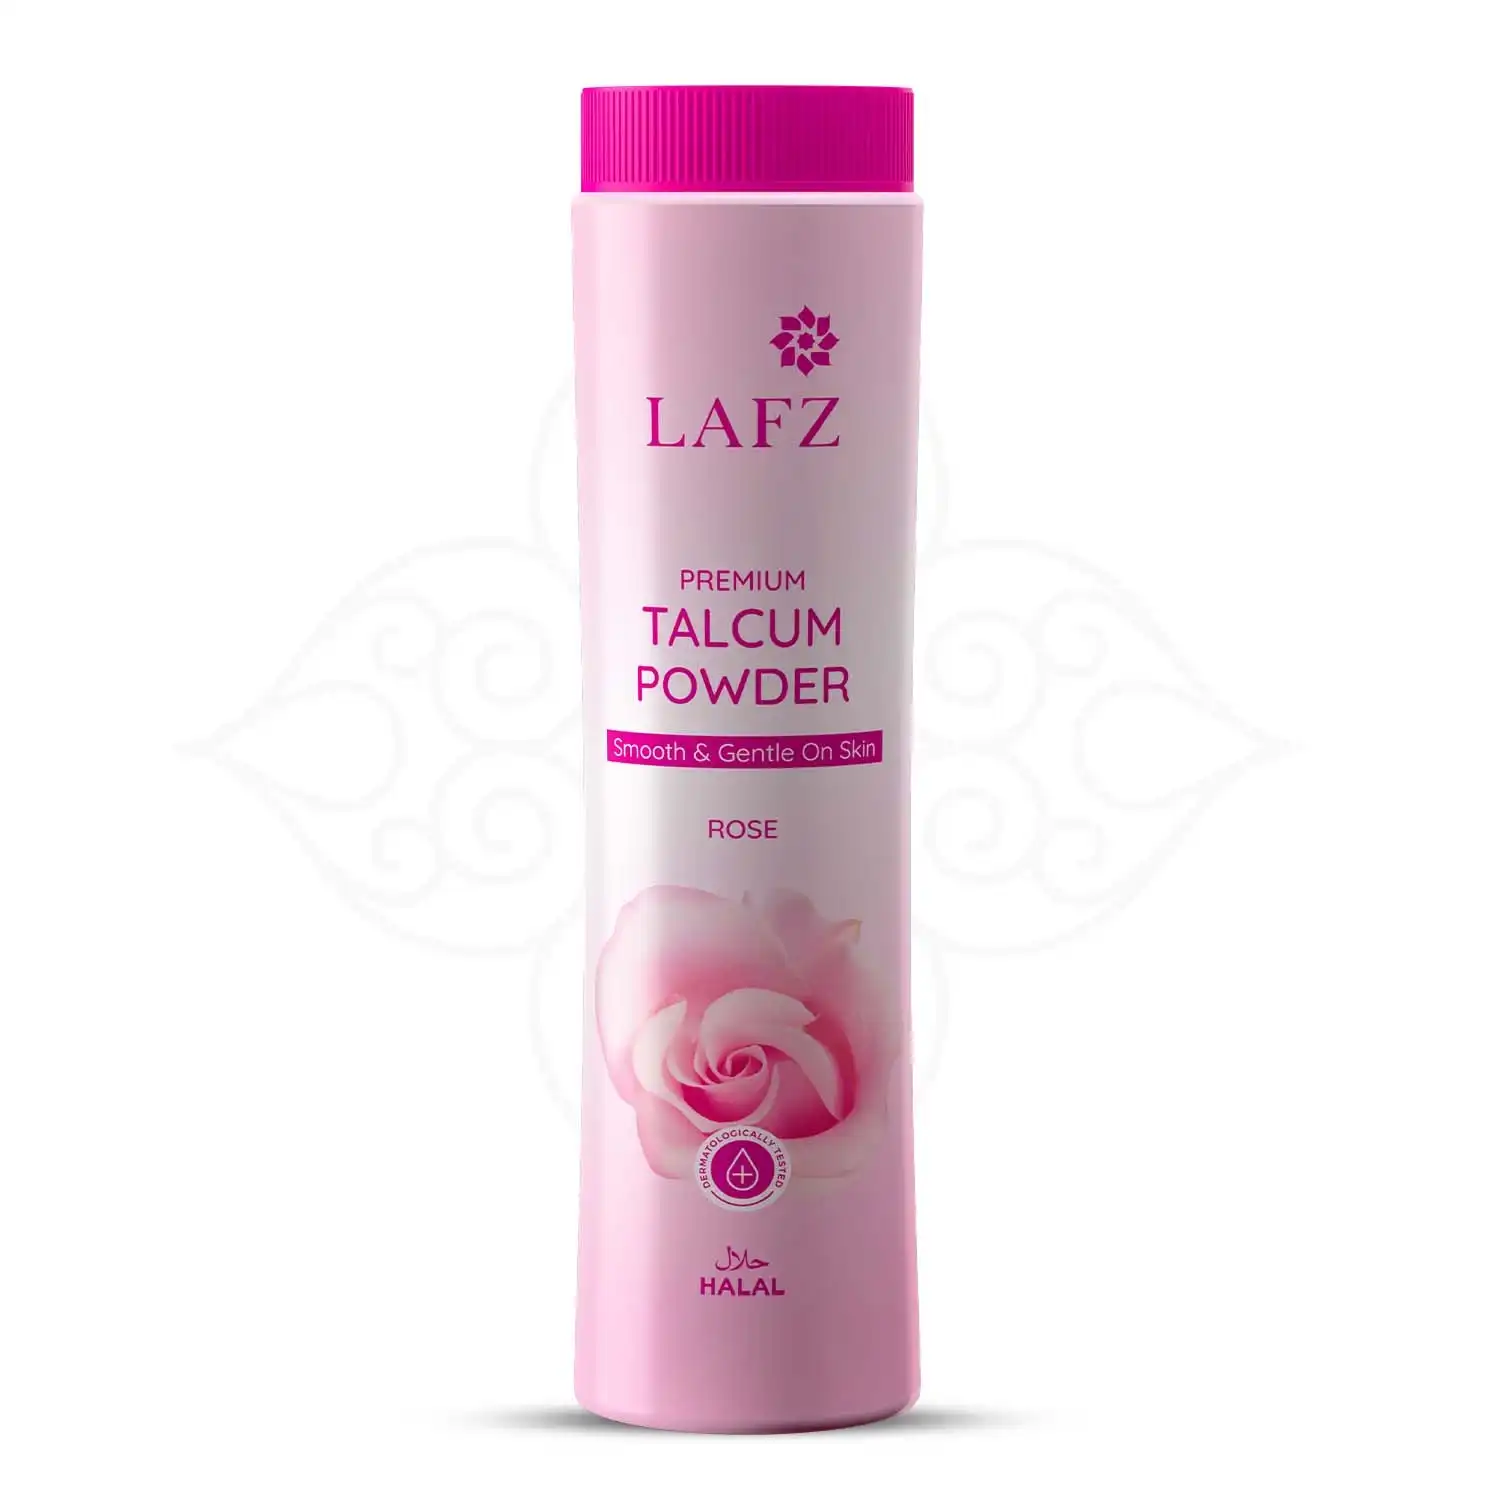 LAFZ
PREMIUM
TALCUM
POWDER
Smooth & Gentle On Skin
ROSE
DERMATOLOGICALLY TESTED
حلال
HALAL